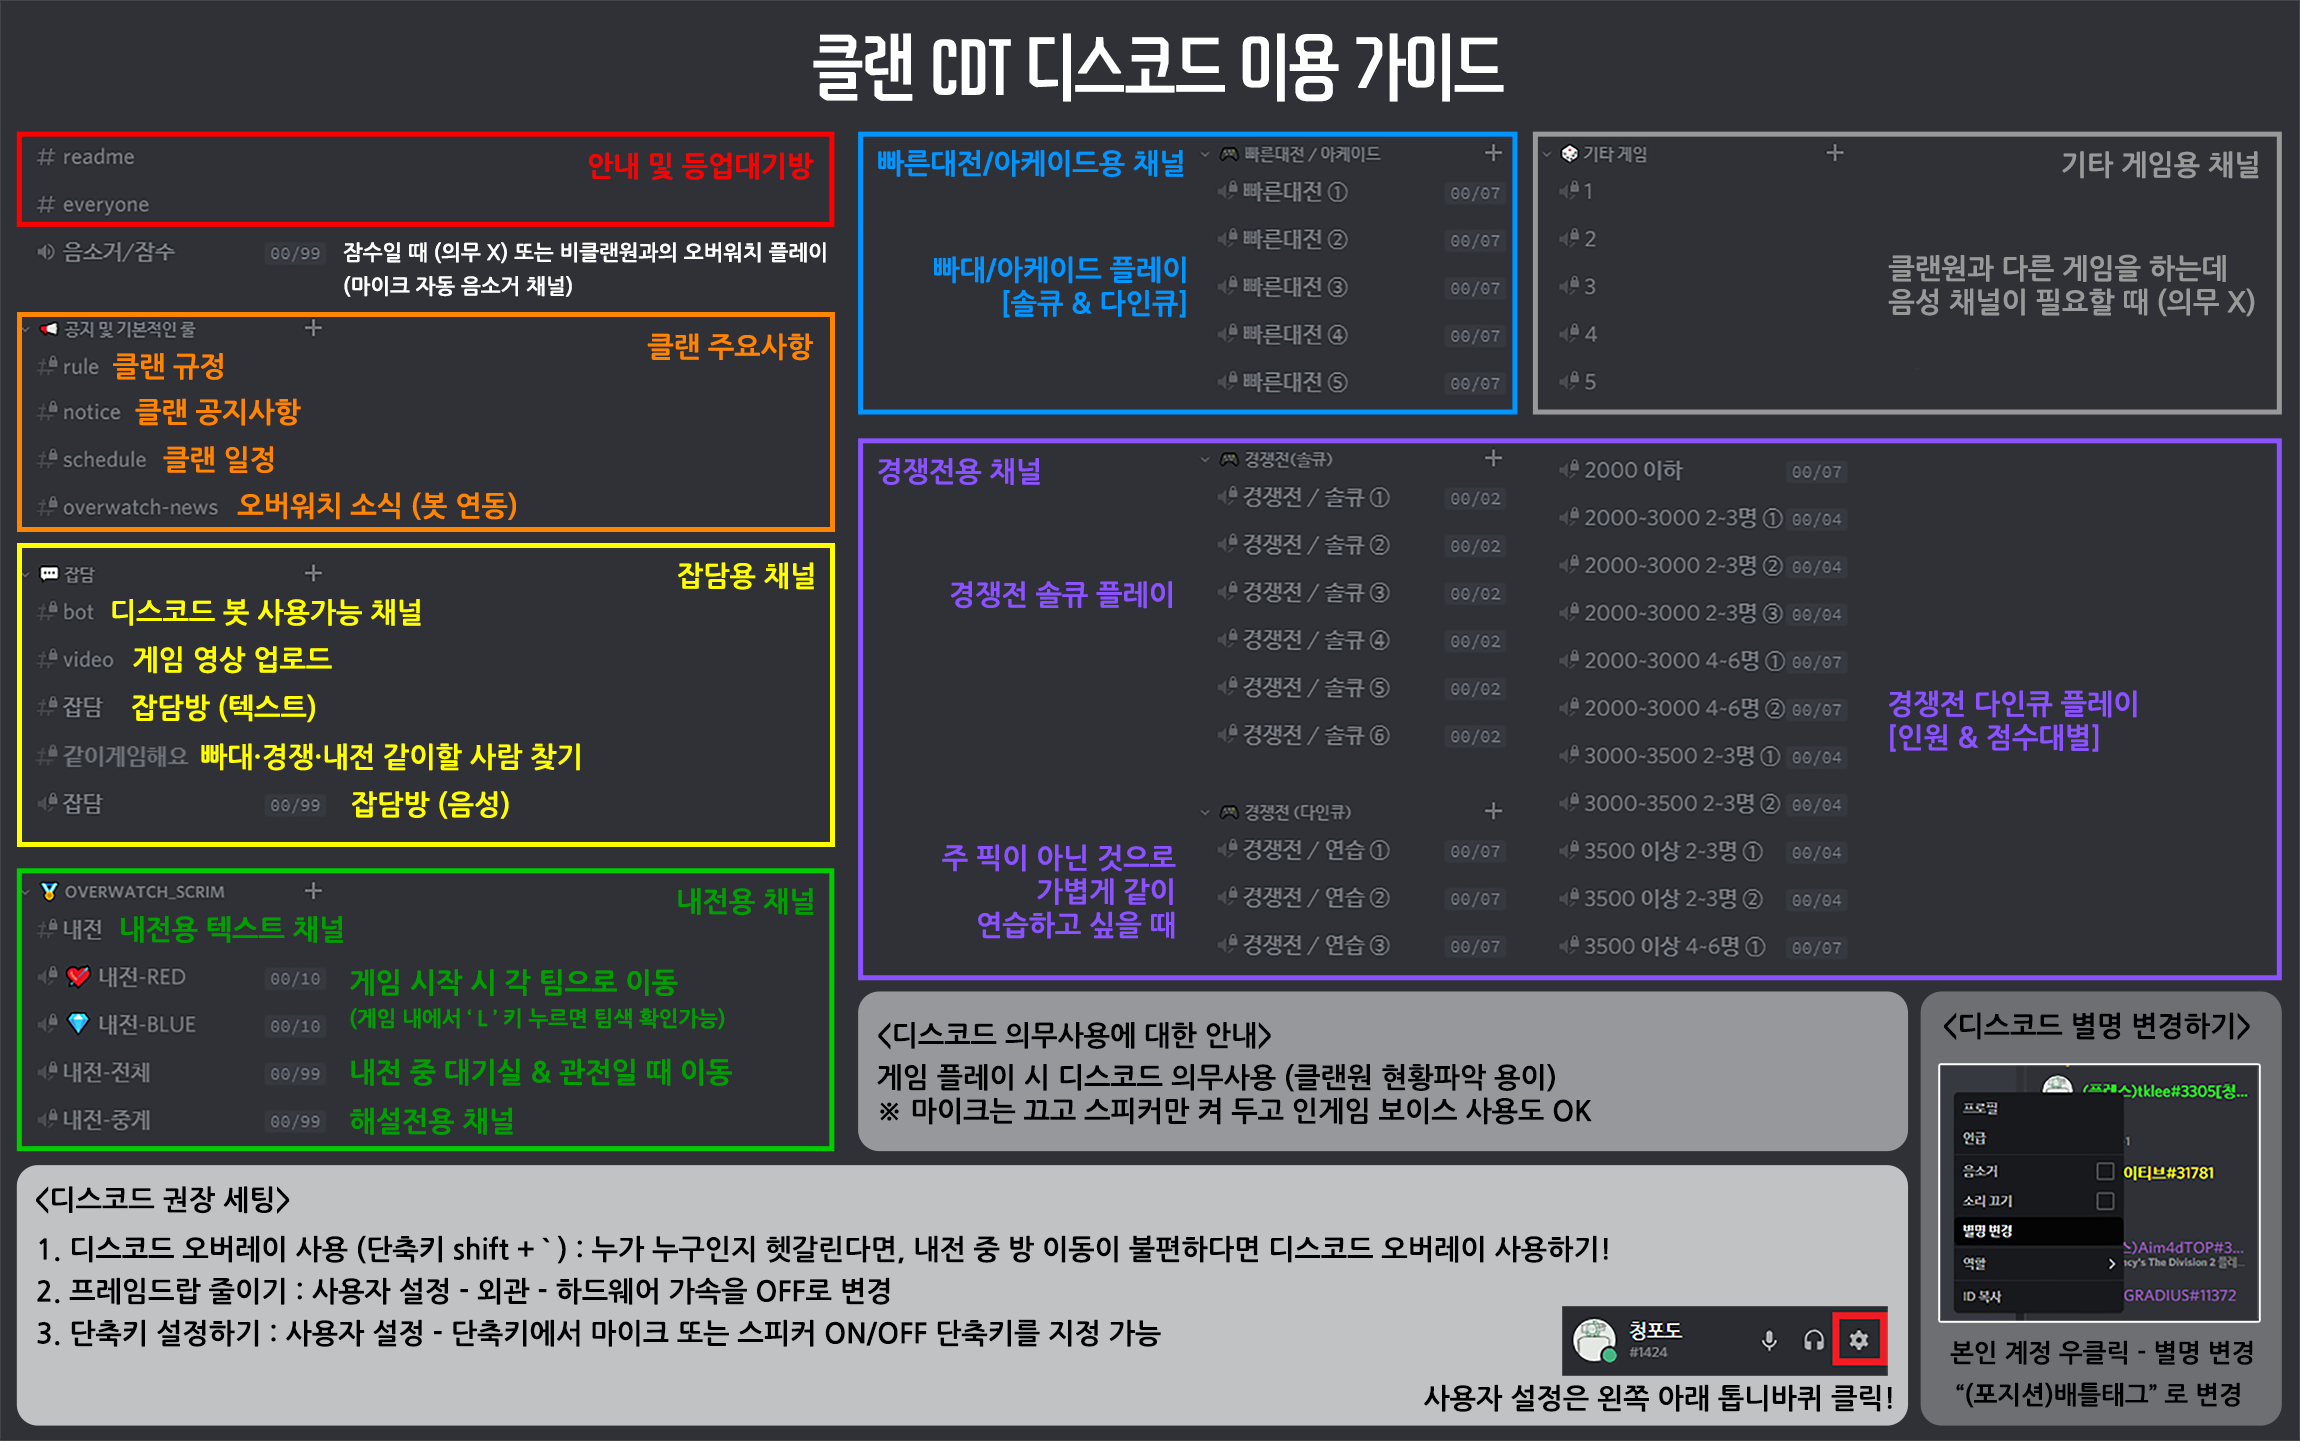 클랜 CDT 디스코드 이용 가이드
# readme
안내 및 등업대기방
# everyone
음소거/잠수 00/99
잠수일 때 (의무 X) 또는 비클랜원과의 오버워치 플레이
(마이크 자동 음소거 채널)
공지 및 기본적인 룰 +
클랜 주요사항
rule 클랜 규정
notice 클랜 공지사항
schedule 클랜 일정
overwatch-news 오버워치 소식 (봇 연동)
잡담 +
잡담용 채널
bot 디스코드 봇 사용가능 채널
video 게임 영상 업로드
잡담 잡담방 (텍스트)
같이게임해요 빠대·경쟁·내전 같이할 사람 찾기
잡담 00/99 잡담방 (음성)
OVERWATCH_SCRIM +
내전용 채널
내전 내전용 텍스트 채널
내전-RED 00/10 게임 시작 시 각 팀으로 이동
(게임 내에서 ‘ L ’ 키 누르면 팀색 확인가능)
내전-BLUE 00/10
내전-전체 00/99 내전 중 대기실 & 관전일 때 이동
내전-중계 00/99 해설전용 채널
빠른대전/아케이드용 채널
빠른대전 / 아케이드 +
빠른대전 ① 00/07
빠른대전 ② 00/07
빠대/아케이드 플레이
[솔큐 & 다인큐]
빠른대전 ③ 00/07
빠른대전 ④ 00/07
빠른대전 ⑤ 00/07
기타 게임 +
기타 게임용 채널
1
2
3
4
5
클랜원과 다른 게임을 하는데
음성 채널이 필요할 때 (의무 X)
경쟁전용 채널
경쟁전(솔큐) +
경쟁전 / 솔큐 ① 00/02
경쟁전 / 솔큐 ② 00/02
경쟁전 솔큐 플레이
경쟁전 / 솔큐 ③ 00/02
경쟁전 / 솔큐 ④ 00/02
경쟁전 / 솔큐 ⑤ 00/02
경쟁전 / 솔큐 ⑥ 00/02
경쟁전 (다인큐) +
주 픽이 아닌 것으로
가볍게 같이
연습하고 싶을 때
경쟁전 / 연습 ① 00/07
경쟁전 / 연습 ② 00/07
경쟁전 / 연습 ③ 00/07
2000 이하 00/07
2000~3000 2~3명 ① 00/04
2000~3000 2~3명 ② 00/04
2000~3000 2~3명 ③ 00/04
2000~3000 4~6명 ① 00/07
2000~3000 4~6명 ② 00/07
3000~3500 2~3명 ① 00/04
3000~3500 2~3명 ② 00/04
3500 이상 2~3명 ① 00/04
3500 이상 2~3명 ② 00/04
3500 이상 4~6명 ① 00/07
경쟁전 다인큐 플레이
[인원 & 점수대별]
<디스코드 의무사용에 대한 안내>
게임 플레이 시 디스코드 의무사용 (클랜원 현황파악 용이)
※ 마이크는 끄고 스피커만 켜 두고 인게임 보이스 사용도 OK
<디스코드 별명 변경하기>
(플레스)tklee#3305[청...
프로필
언급
음소거
이티브#31781
소리 끄기
별명 변경
스)Aim4dTOP#3...
ncy's The Division 2 플레...
역할
GRADIUS#11372
ID 복사
본인 계정 우클릭 - 별명 변경
“(포지션)배틀태그” 로 변경
<디스코드 권장 세팅>
1. 디스코드 오버레이 사용 (단축키 shift + ` ) : 누가 누구인지 헷갈린다면, 내전 중 방 이동이 불편하다면 디스코드 오버레이 사용하기!
2. 프레임드랍 줄이기 : 사용자 설정 - 외관 - 하드웨어 가속을 OFF로 변경
3. 단축키 설정하기 : 사용자 설정 - 단축키에서 마이크 또는 스피커 ON/OFF 단축키를 지정 가능
청포도
#1424
사용자 설정은 왼쪽 아래 톱니바퀴 클릭!